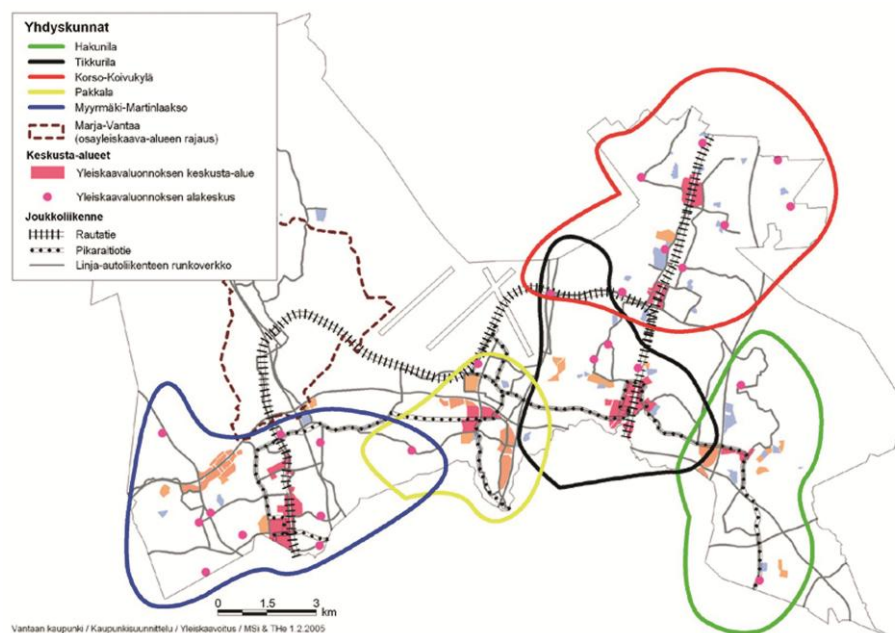 Yhdyskunnat
Hakunila
Tikkurila
Korso-Koivukylä
Pakkala
Myyrmäki-Martinlaakso
Marja-Vantaa
(osayleiskaava-alueen rajaus)
Keskusta-alueet
Yleiskaavaluonnoksen keskusta-alue
Yleiskaavaluonnoksen alakeskus
Joukkoliikenne
Rautatie
Pikaraitiotie
Linja-autoliikenteen runkoverkko
0 1.5 3
km
Vantaan kaupunki / Kaupunkisuunnittelu / Yleiskaavoitus / MSi & THe 1.2.2005